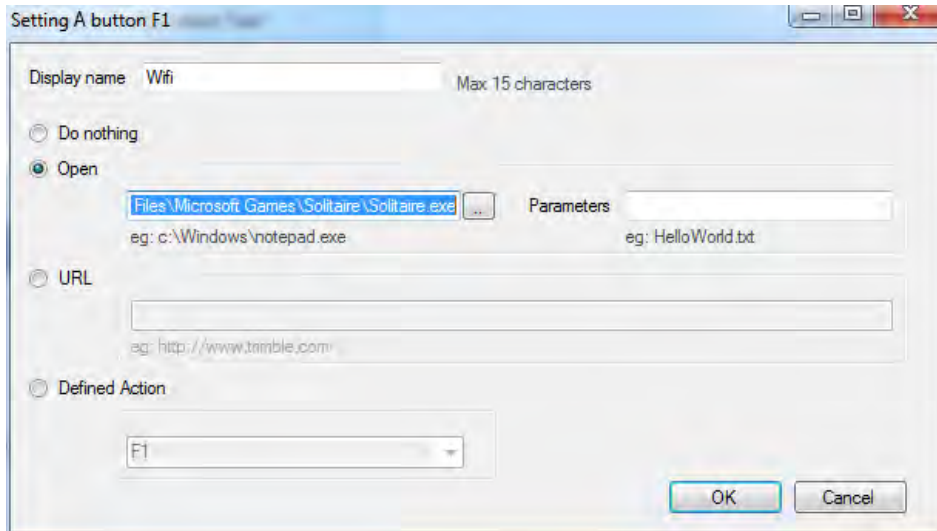 Setting A button F1
Display name Wifi Max 15 characters
Do nothing
Open
Files\Microsoft Games\Solitaire\Solitaire.exe .. Parameters
eg: c:\Windows\notepad.exe eg: HelloWorld.txt
URL
eg: http://www.trimble.com
Defined Action
F1
OK Cancel